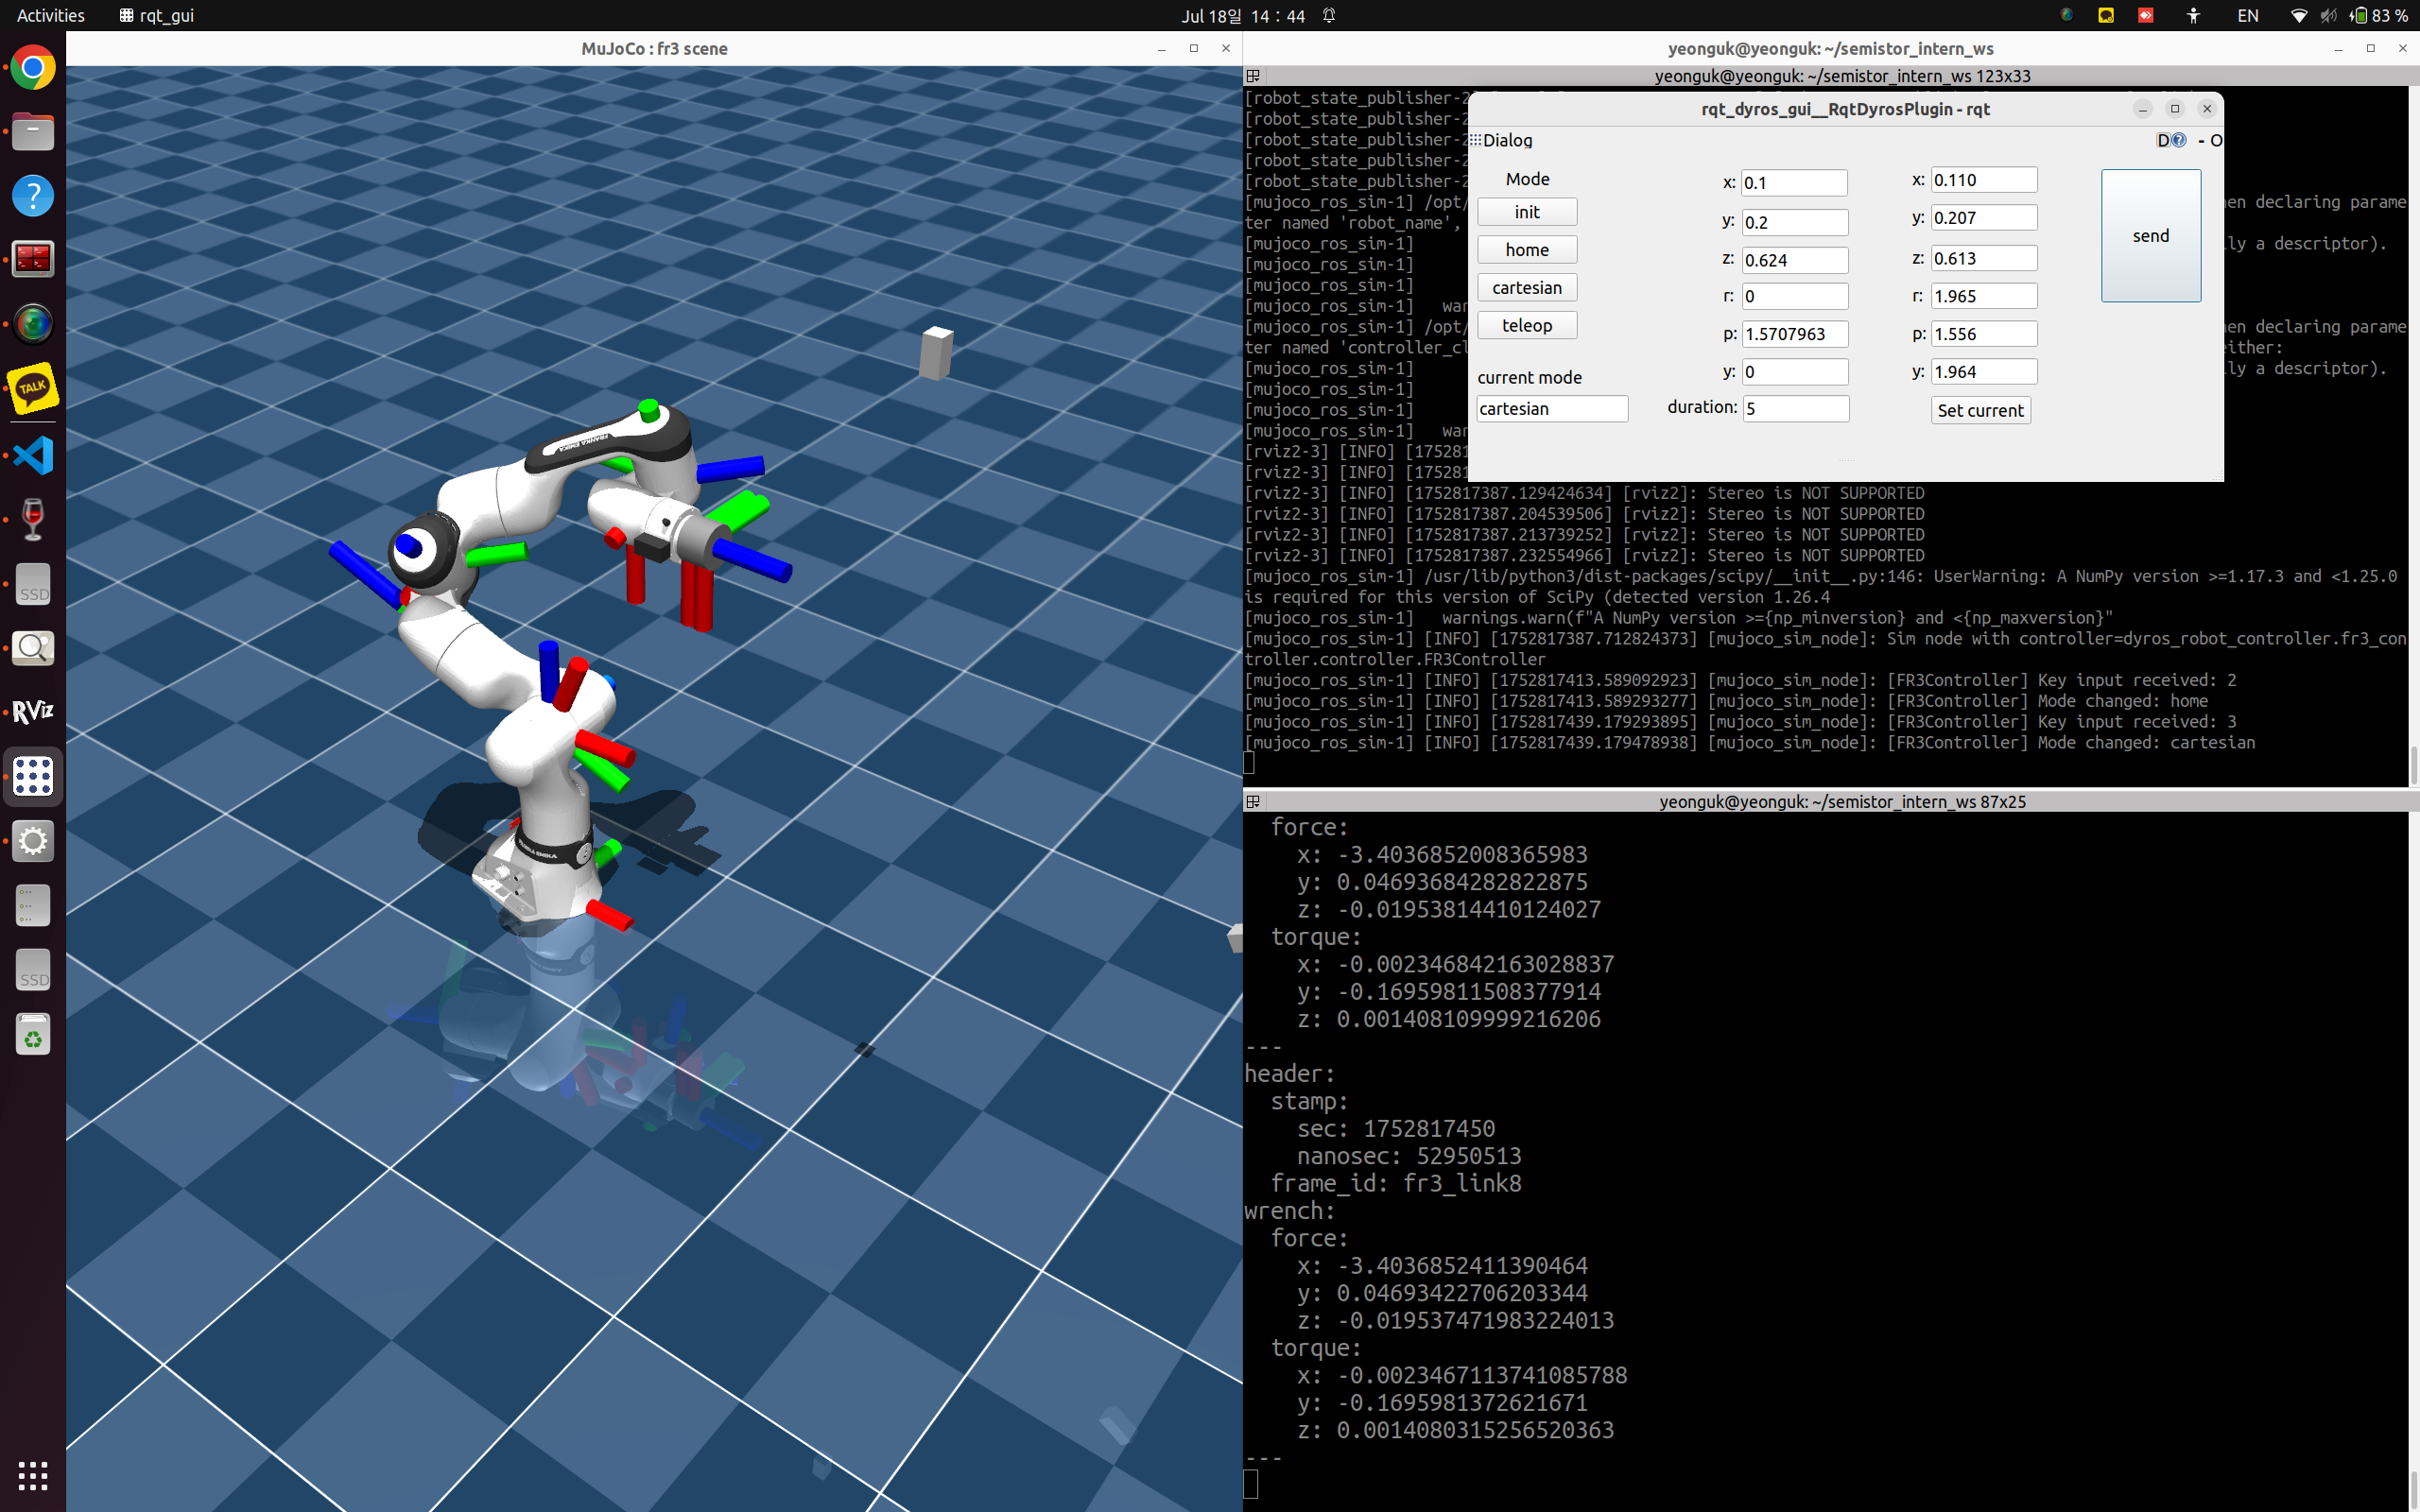 Activities
rqt_gui
Jul 18일 14 : 44
EN
83 %
MuJoCo : fr3 scene
TALK
SSD
RViz
SSD
FRANKA EMIKA
yeonguk@yeonguk: ~/semistor_intern_ws
yeonguk@yeonguk: ~/semistor_intern_ws 123x33
[robot_state_publisher-2
[robot_state_publisher-2
[robot_state_publisher-2
[robot_state_publisher-2
[robot_state_publisher-2
[mujoco_ros_sim-1] /opt/ en declaring parame
ter named 'robot_name',
[mujoco_ros_sim-1] ly a descriptor).
[mujoco_ros_sim-1]
[mujoco_ros_sim-1]
[mujoco_ros_sim-1]   war
[mujoco_ros_sim-1] /opt/ en declaring parame
ter named 'controller_cl either:
[mujoco_ros_sim-1] ly a descriptor).
[mujoco_ros_sim-1]
[mujoco_ros_sim-1]
[mujoco_ros_sim-1]   war
[rviz2-3] [INFO] [175281
[rviz2-3] [INFO] [175281
[rviz2-3] [INFO] [1752817387.129424634] [rviz2]: Stereo is NOT SUPPORTED
[rviz2-3] [INFO] [1752817387.204539506] [rviz2]: Stereo is NOT SUPPORTED
[rviz2-3] [INFO] [1752817387.213739252] [rviz2]: Stereo is NOT SUPPORTED
[rviz2-3] [INFO] [1752817387.232554966] [rviz2]: Stereo is NOT SUPPORTED
[mujoco_ros_sim-1] /usr/lib/python3/dist-packages/scipy/__init__.py:146: UserWarning: A NumPy version >=1.17.3 and <1.25.0
is required for this version of SciPy (detected version 1.26.4
[mujoco_ros_sim-1]   warnings.warn(f"A NumPy version >={np_minversion} and <{np_maxversion}"
[mujoco_ros_sim-1] [INFO] [1752817387.712824373] [mujoco_sim_node]: Sim node with controller=dyros_robot_controller.fr3_con
troller.controller.FR3Controller
[mujoco_ros_sim-1] [INFO] [1752817413.589092923] [mujoco_sim_node]: [FR3Controller] Key input received: 2
[mujoco_ros_sim-1] [INFO] [1752817413.589293277] [mujoco_sim_node]: [FR3Controller] Mode changed: home
[mujoco_ros_sim-1] [INFO] [1752817439.179293895] [mujoco_sim_node]: [FR3Controller] Key input received: 3
[mujoco_ros_sim-1] [INFO] [1752817439.179478938] [mujoco_sim_node]: [FR3Controller] Mode changed: cartesian
rqt_dyros_gui__RqtDyrosPlugin - rqt
Dialog
D - O
Mode
init
home
cartesian
teleop
current mode
cartesian
x: 0.1
y: 0.2
z: 0.624
r: 0
p: 1.5707963
y: 0
duration: 5
x: 0.110
y: 0.207
z: 0.613
r: 1.965
p: 1.556
y: 1.964
Set current
send
yeonguk@yeonguk: ~/semistor_intern_ws 87x25
force:
x: -3.4036852008365983
y: 0.04693684282822875
z: -0.01953814410124027
torque:
x: -0.002346842163028837
y: -0.16959811508377914
z: 0.001408109999216206
---
header:
stamp:
sec: 1752817450
nanosec: 52950513
frame_id: fr3_link8
wrench:
force:
x: -3.4036852411390464
y: 0.04693422706203344
z: -0.019537471983224013
torque:
x: -0.0023467113741085788
y: -0.1695981372621671
z: 0.0014080315256520363
---